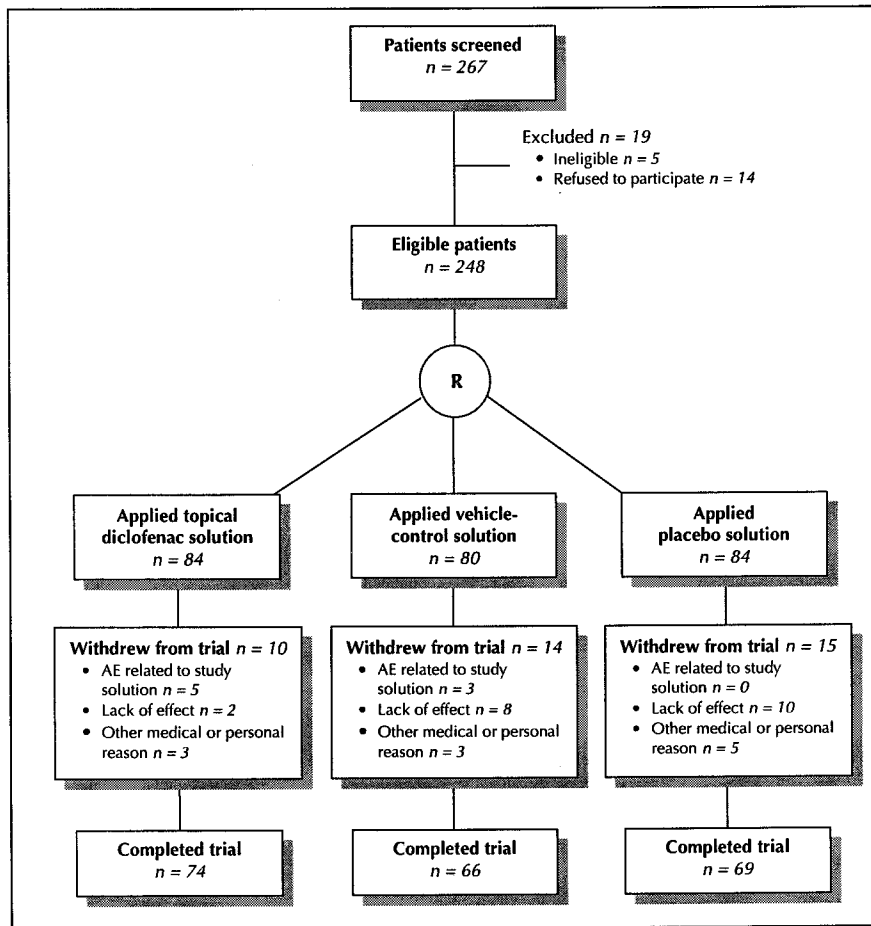 Patients screened
n = 267
Excluded n = 19
• Ineligible n = 5
• Refused to participate n = 14
Eligible patients
n = 248
R
Applied topical
diclofenac solution
n = 84
Applied vehicle-
control solution
n = 80
Applied
placebo solution
n = 84
Withdrew from trial n = 10
• AE related to study
solution n = 5
• Lack of effect n = 2
• Other medical or personal
reason n = 3
Withdrew from trial n = 14
• AE related to study
solution n = 3
• Lack of effect n = 8
• Other medical or personal
reason n = 3
Withdrew from trial n = 15
• AE related to study
solution n = 0
• Lack of effect n = 10
• Other medical or personal
reason n = 5
Completed trial
n = 74
Completed trial
n = 66
Completed trial
n = 69